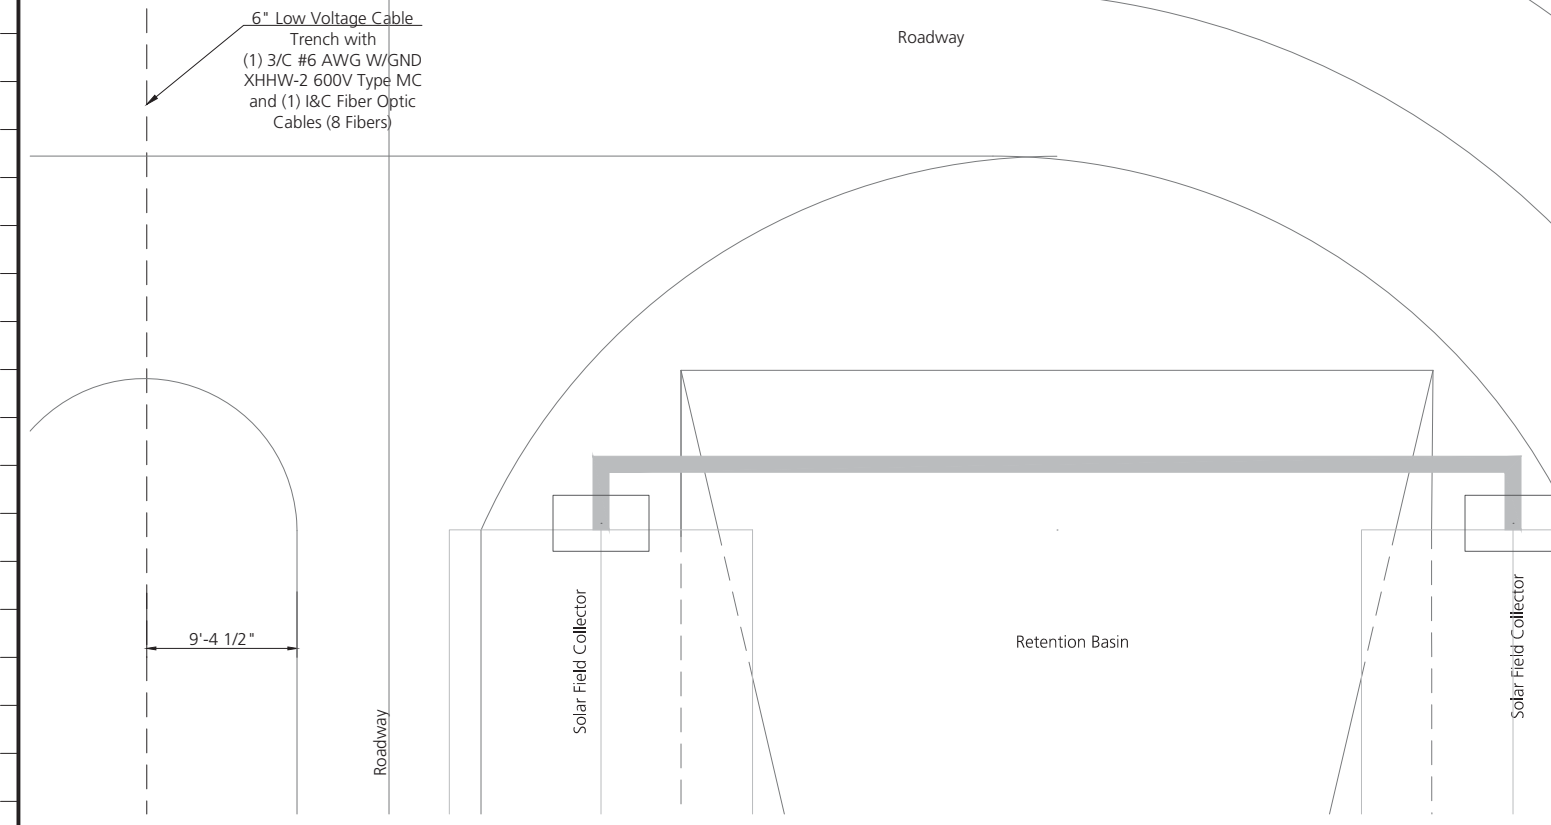 6" Low Voltage Cable
Trench with
(1) 3/C #6 AWG W/GND
XHHW-2 600V Type MC
and (1) I&C Fiber Optic
Cables (8 Fibers)
Roadway
9'-4 1/2"
Roadway
Solar Field Collector
Retention Basin
Solar Field Collector